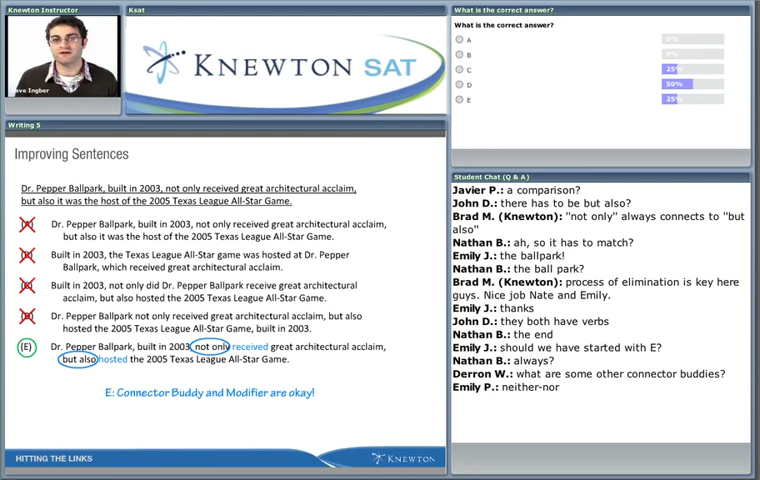 Knewton Instructor
Ksat
What is the correct answer?
What is the correct answer?
A
0%
B
0%
C
25%
D
50%
E
25%
ave Ingber
KNEWTON SAT
Writing 5
Improving Sentences
Dr. Pepper Ballpark, built in 2003, not only received great architectural acclaim,
but also it was the host of the 2005 Texas League All-Star Game.
Dr. Pepper Ballpark, built in 2003, not only received great architectural acclaim,
but also it was the host of the 2005 Texas League All-Star Game.
Built in 2003, the Texas League All-Star game was hosted at Dr. Pepper
Ballpark, which received great architectural acclaim.
Built in 2003, not only did Dr. Pepper Ballpark receive great architectural
acclaim, but also hosted the 2005 Texas League All-Star Game.
Dr. Pepper Ballpark not only received great architectural acclaim, but also
hosted the 2005 Texas League All-Star Game, built in 2003.
(E) Dr. Pepper Ballpark, built in 2003, not only received great architectural acclaim,
but also hosted the 2005 Texas League All-Star Game.
E: Connector Buddy and Modifier are okay!
HITTING THE LINKS
KNEWTON
Student Chat (Q & A)
Javier P.: a comparison?
John D.: there has to be but also?
Brad M. (Knewton): "not only" always connects to "but
also"
Nathan B.: ah, so it has to match?
Emily J.: the ballpark!
Nathan B.: the ball park?
Brad M. (Knewton): process of elimination is key here
guys. Nice job Nate and Emily.
Emily J.: thanks
John D.: they both have verbs
Nathan B.: the end
Emily J.: should we have started with E?
Nathan B.: always?
Derron W.: what are some other connector buddies?
Emily P.: neither-nor